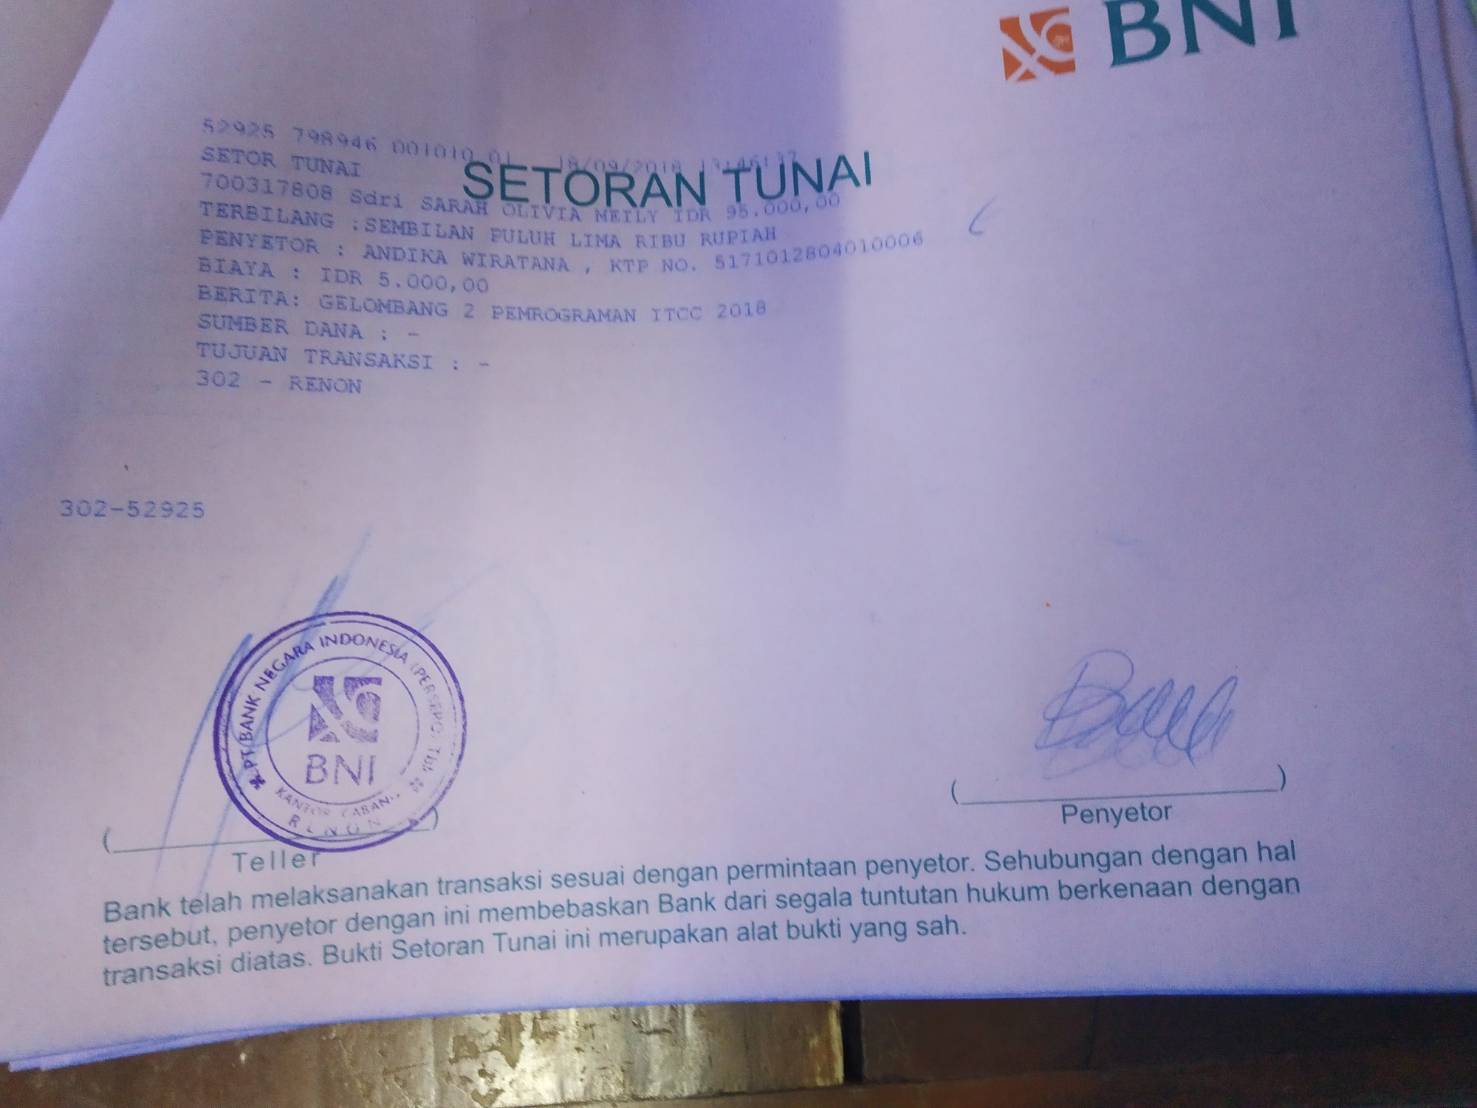 BNI
52925 798946 001010 01 18/09/2018 13:46:37
SETORAN TUNAI
SETOR TUNAI
700317808 Sdri SARAH OLIVIA MEILY IDR 95.000,00
TERBILANG :SEMBILAN PULUH LIMA RIBU RUPIAH
PENYETOR : ANDIKA WIRATANA , KTP NO. 5171012804010006
BIAYA : IDR 5.000,00
BERITA: GELOMBANG 2 PEMROGRAMAN ITCC 2018
SUMBER DANA : -
TUJUAN TRANSAKSI : -
302 - RENON
302-52925
PT BANK NEGARA INDONESIA (PERSERO) Tbk
BNI
KANTOR CABANG
RENON
( )
Teller
( )
Penyetor
Bank telah melaksanakan transaksi sesuai dengan permintaan penyetor. Sehubungan dengan hal
tersebut, penyetor dengan ini membebaskan Bank dari segala tuntutan hukum berkenaan dengan
transaksi diatas. Bukti Setoran Tunai ini merupakan alat bukti yang sah.